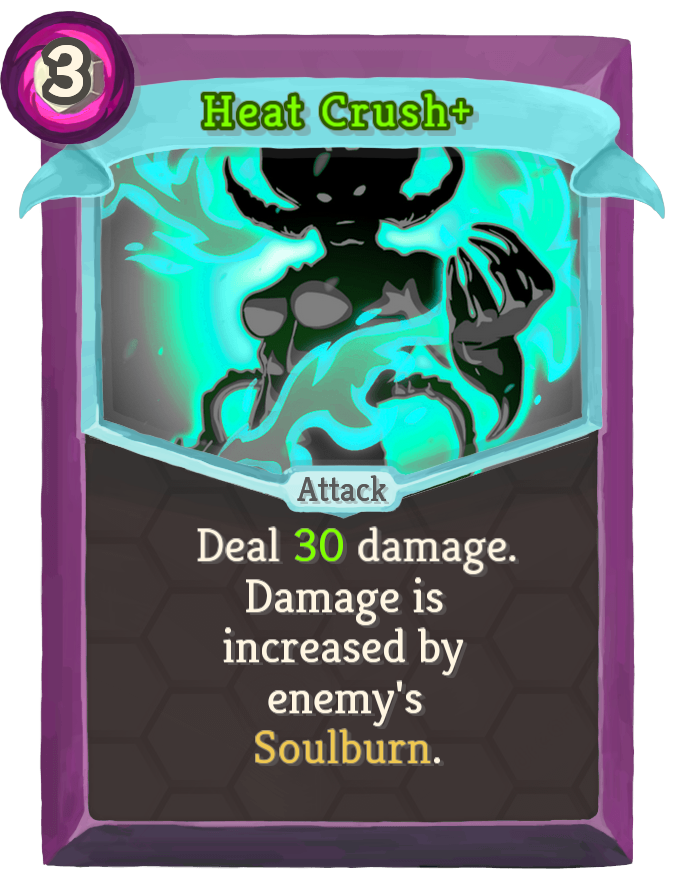 3
Heat Crush+
Attack
Deal 30 damage.
Damage is
increased by
enemy's
Soulburn.